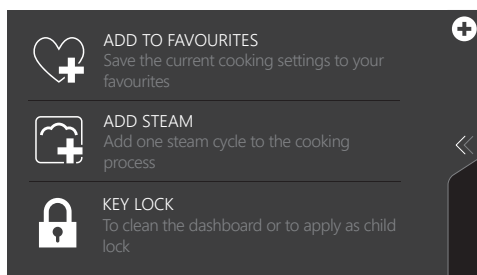 ADD TO FAVOURITES
Save the current cooking settings to your
favourites
ADD STEAM
Add one steam cycle to the cooking
process
KEY LOCK
To clean the dashboard or to apply as child
lock